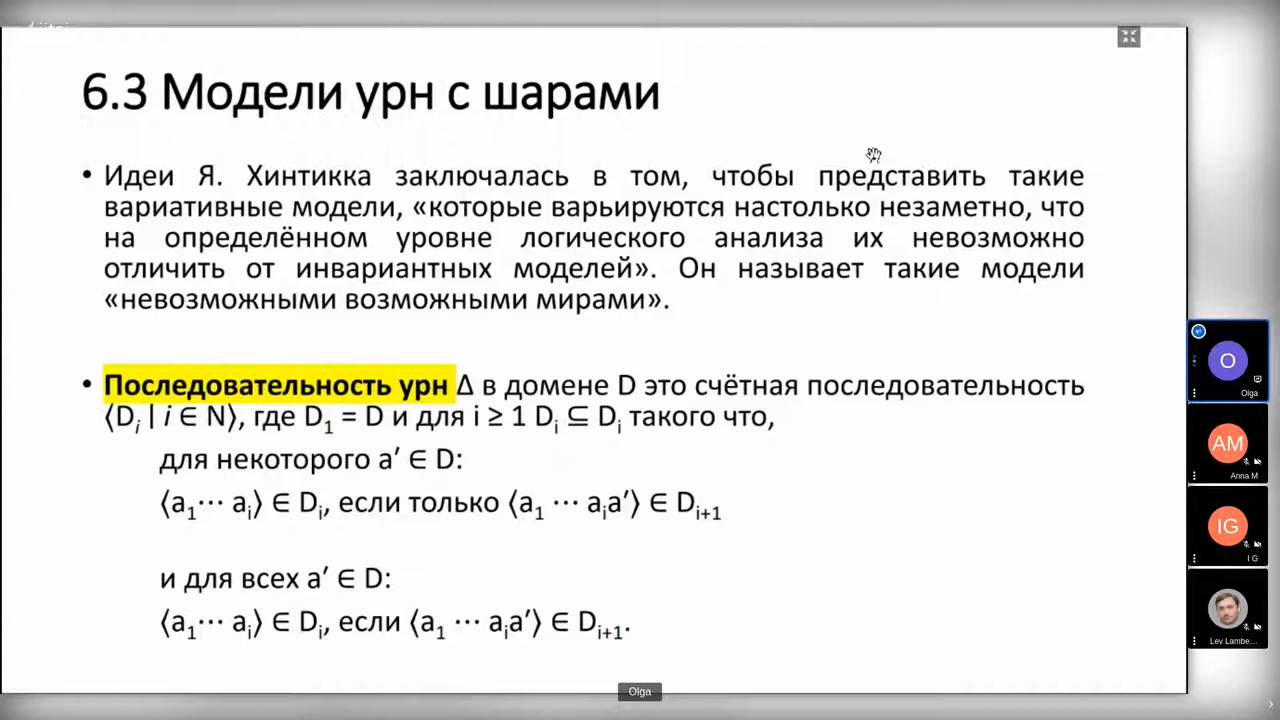 6.3 Модели урн с шарами
• Идеи Я. Хинтикка заключалась в том, чтобы представить такие
вариативные модели, «которые варьируются настолько незаметно, что
на определённом уровне логического анализа их невозможно
отличить от инвариантных моделей». Он называет такие модели
«невозможными возможными мирами».
• Последовательность урн Δ в домене D это счётная последовательность
⟨Dᵢ | i ∈ N⟩, где D₁ = D и для i ≥ 1 Dᵢ ⊆ Dᵢ такого что,
для некоторого a′ ∈ D:
⟨a₁⋯ aᵢ⟩ ∈ Dᵢ, если только ⟨a₁ ⋯ aᵢa′⟩ ∈ Dᵢ₊₁
и для всех a′ ∈ D:
⟨a₁⋯ aᵢ⟩ ∈ Dᵢ, если ⟨a₁ ⋯ aᵢa′⟩ ∈ Dᵢ₊₁.
O
Olga
AM
Anna M
IG
I G
Lev Lambe...
Olga